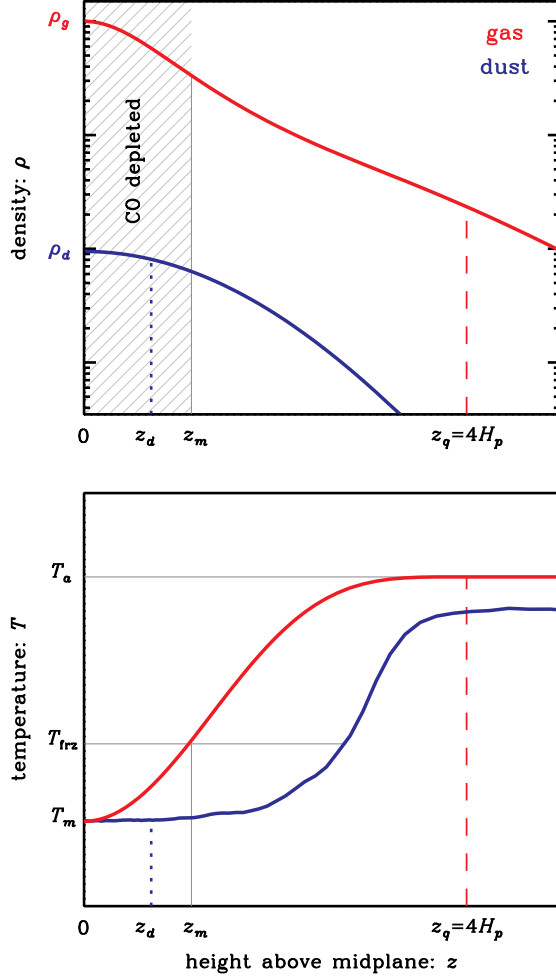 ρg
gas
dust
CO depleted
density: ρ
ρd
0
zd
zm
zq=4Hp
Ta
temperature: T
Tfrz
Tm
0
zd
zm
zq=4Hp
height above midplane: z